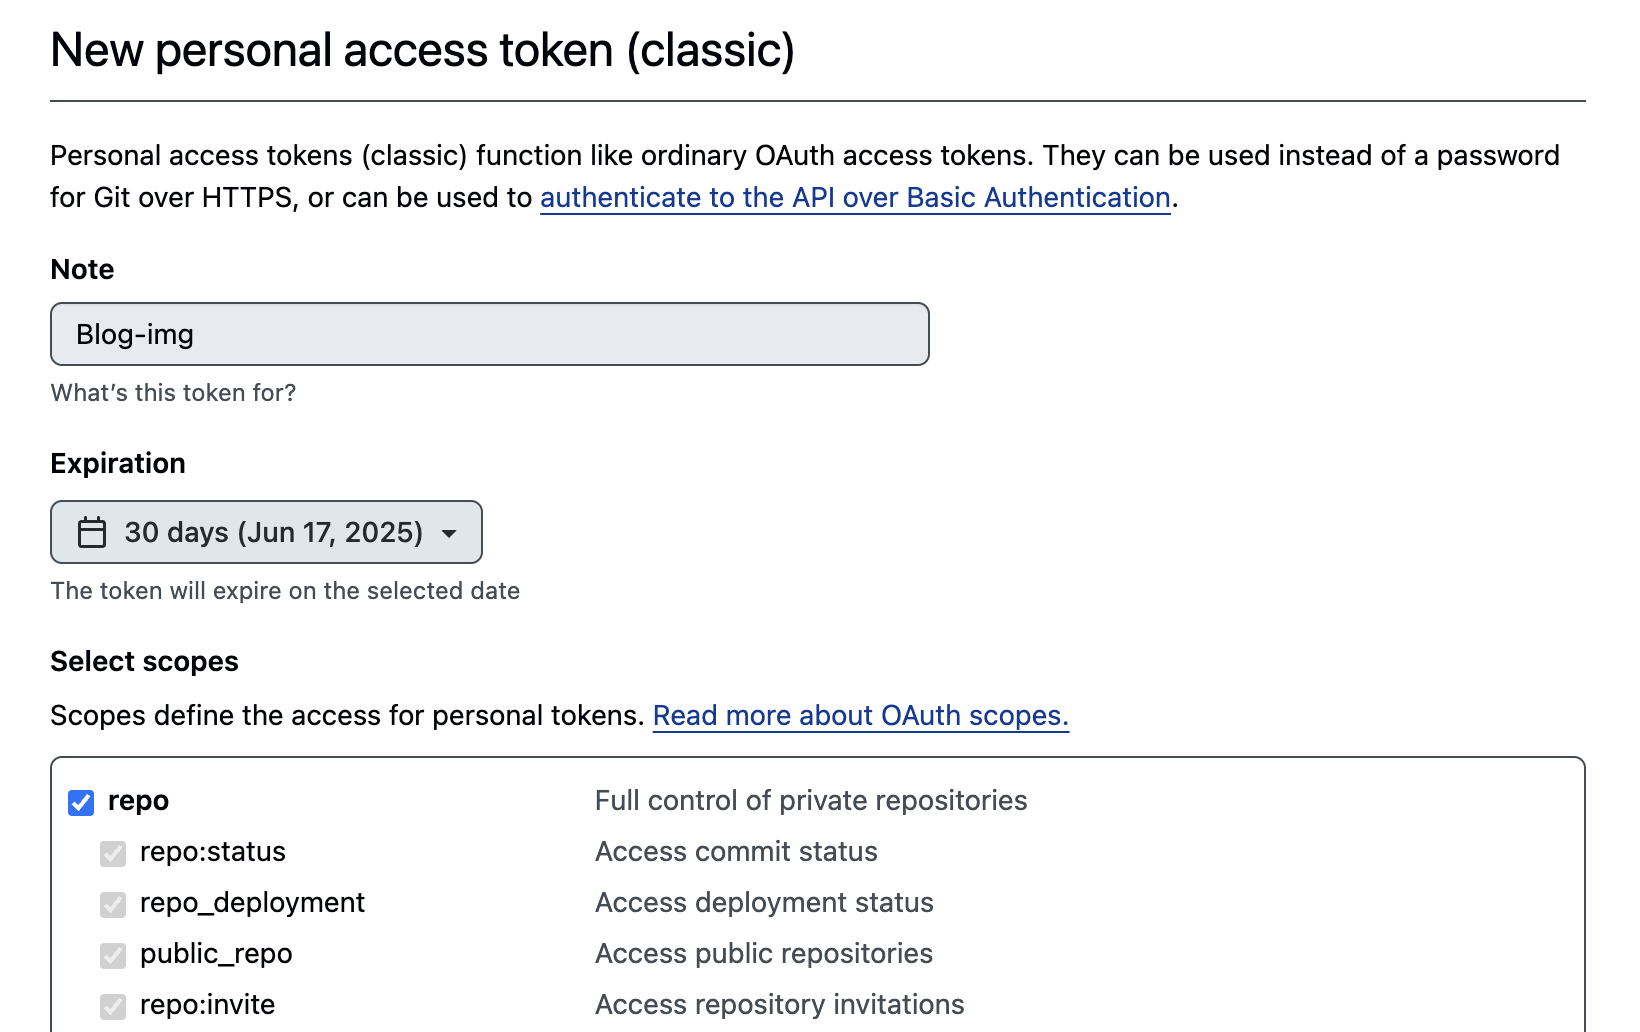 New personal access token (classic)
Personal access tokens (classic) function like ordinary OAuth access tokens. They can be used instead of a password
for Git over HTTPS, or can be used to authenticate to the API over Basic Authentication.
Note
Blog-img
What's this token for?
Expiration
30 days (Jun 17, 2025)
The token will expire on the selected date
Select scopes
Scopes define the access for personal tokens. Read more about OAuth scopes.
repo Full control of private repositories
repo:status Access commit status
repo_deployment Access deployment status
public_repo Access public repositories
repo:invite Access repository invitations